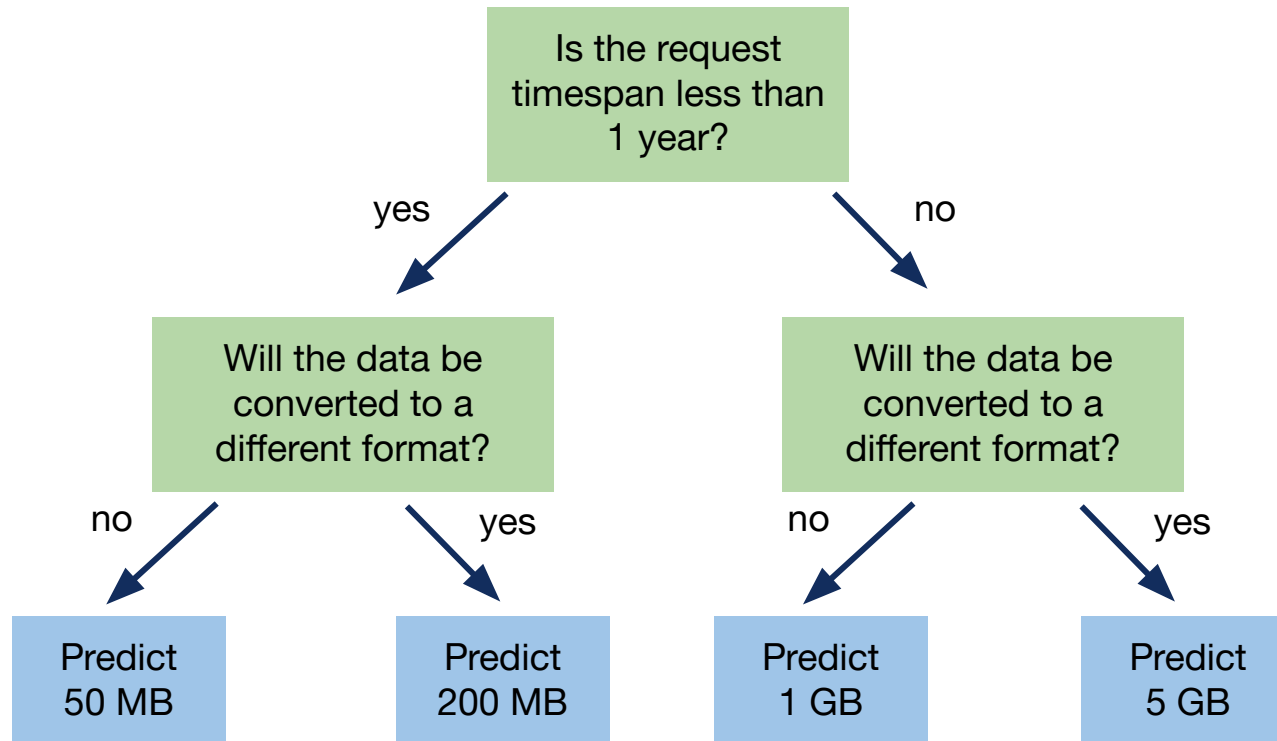 Is the request
timespan less than
1 year?
yes
no
Will the data be
converted to a
different format?
Will the data be
converted to a
different format?
no
yes
no
yes
Predict
50 MB
Predict
200 MB
Predict
1 GB
Predict
5 GB